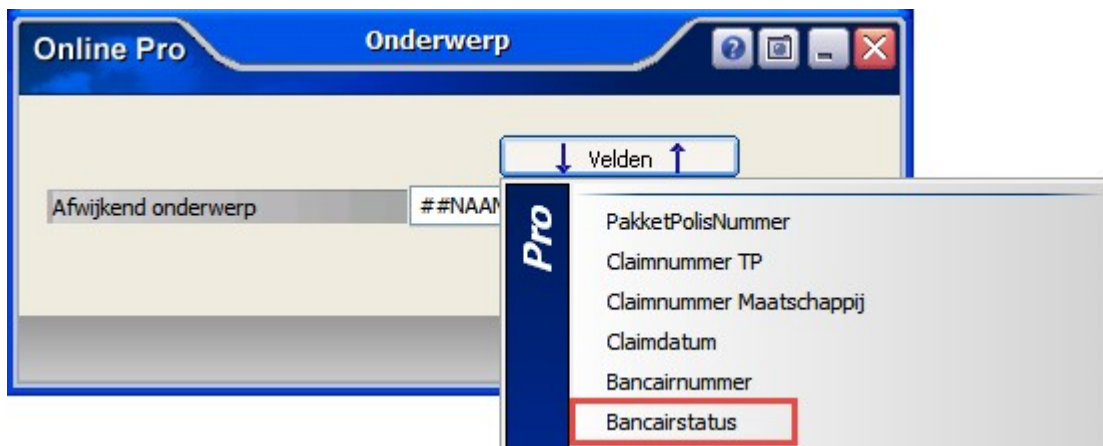 Online Pro
Onderwerp
Velden
Afwijkend onderwerp
##NAAM
Pro
PakketPolisNummer
Claimnummer TP
Claimnummer Maatschappij
Claimdatum
Bancairnummer
Bancairstatus